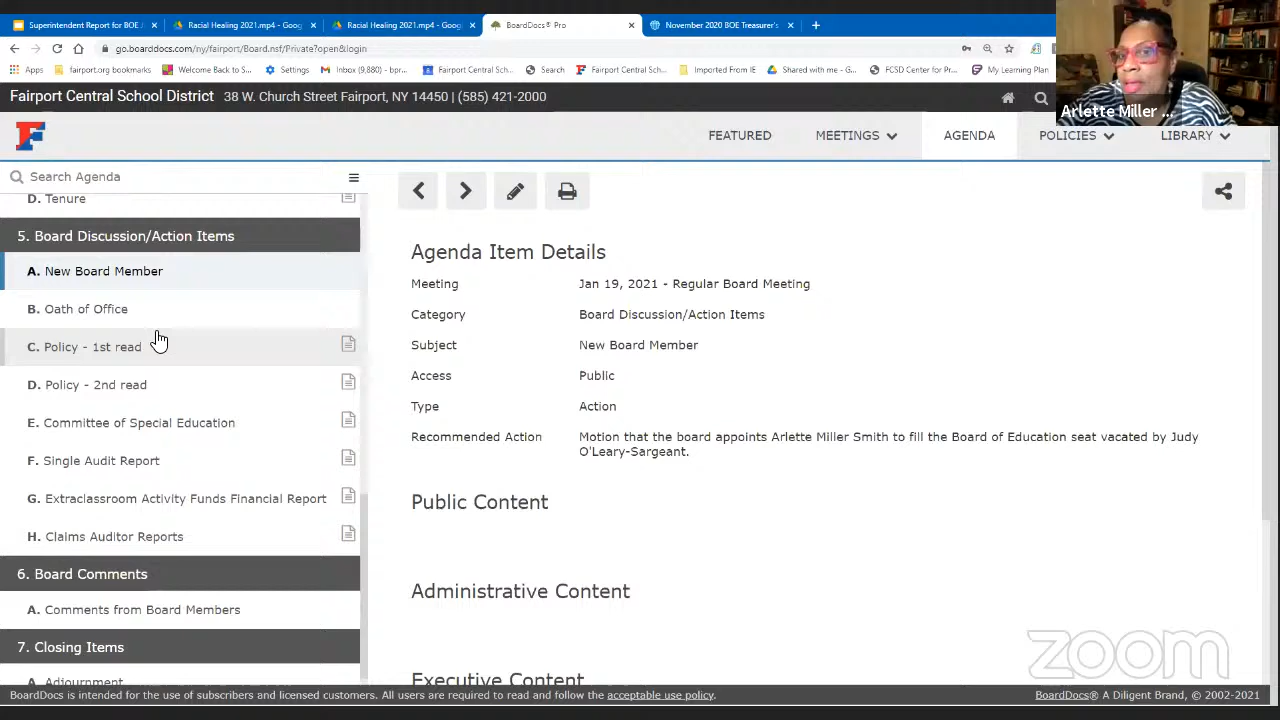 Superintendent Report for BOE
Racial Healing 2021.mp4 - Goog
Racial Healing 2021.mp4 - Goog
BoardDocs® Pro
November 2020 BOE Treasurer's
go.boarddocs.com/ny/fairport/Board.nsf/Private?open&login
Apps
fairport.org bookmarks
Welcome Back to S...
Settings
Inbox (9,880) - bpr...
Fairport Central Sch...
Search
Fairport Central Sch...
Imported From IE
Shared with me - G...
FCSD Center for Pr...
My Learning Plan
Arlette Miller ...
Fairport Central School District 38 W. Church Street Fairport, NY 14450 | (585) 421-2000
F
FEATURED
MEETINGS
AGENDA
POLICIES
LIBRARY
Search Agenda
D. Tenure
5. Board Discussion/Action Items
A. New Board Member
B. Oath of Office
C. Policy - 1st read
D. Policy - 2nd read
E. Committee of Special Education
F. Single Audit Report
G. Extraclassroom Activity Funds Financial Report
H. Claims Auditor Reports
6. Board Comments
A. Comments from Board Members
7. Closing Items
A. Adjournment
Agenda Item Details
Meeting Jan 19, 2021 - Regular Board Meeting
Category Board Discussion/Action Items
Subject New Board Member
Access Public
Type Action
Recommended Action Motion that the board appoints Arlette Miller Smith to fill the Board of Education seat vacated by Judy
O'Leary-Sargeant.
Public Content
Administrative Content
Executive Content
zoom
BoardDocs is intended for the use of subscribers and licensed customers. All users are required to read and follow the acceptable use policy.
BoardDocs® A Diligent Brand, © 2002-2021